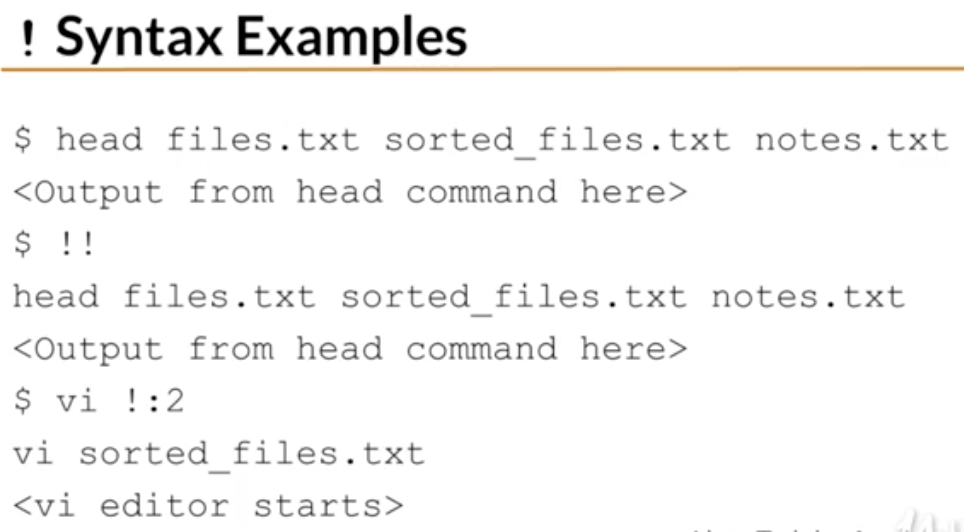 ! Syntax Examples
$ head files.txt sorted_files.txt notes.txt
<Output from head command here>
$ !!
head files.txt sorted_files.txt notes.txt
<Output from head command here>
$ vi !:2
vi sorted_files.txt
<vi editor starts>